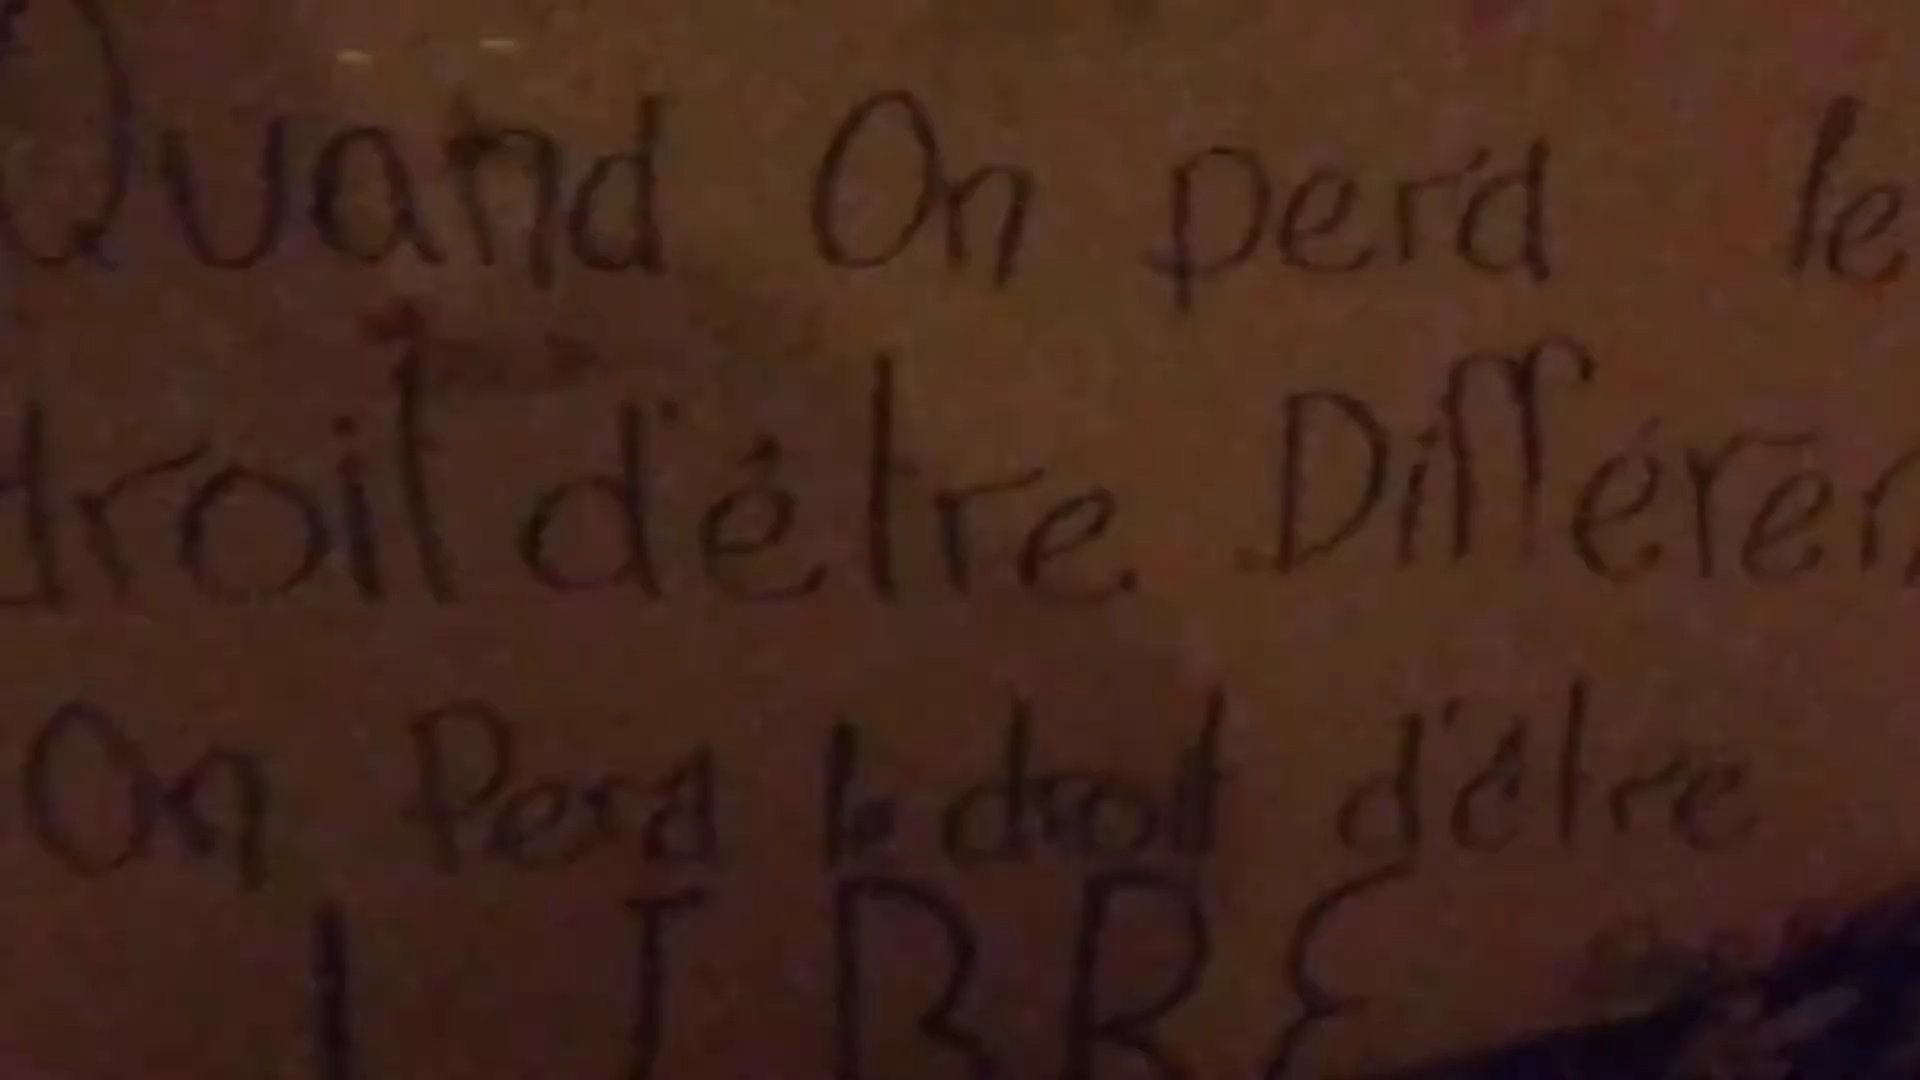 Quand On perd le
droit d'être Différen
On Perd le droit d'être
LIBRE